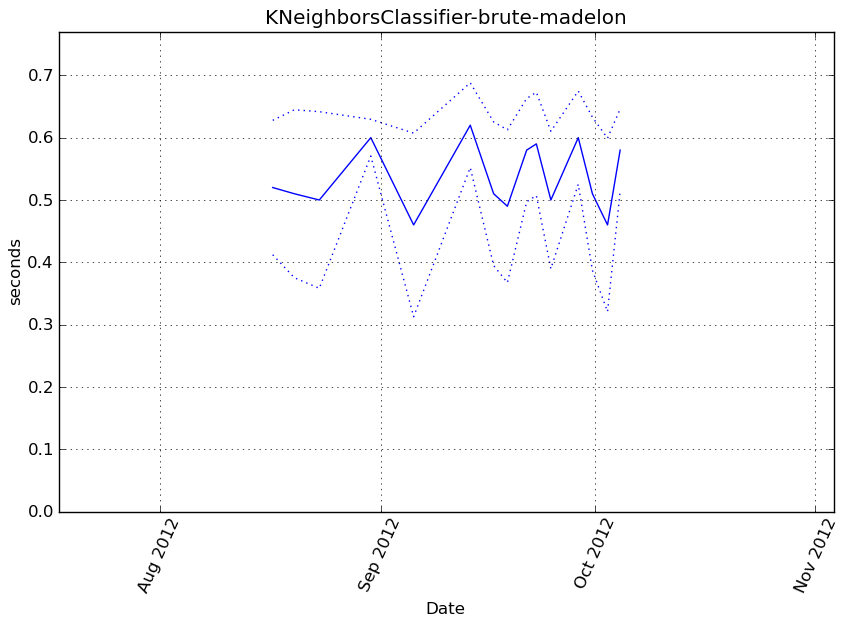 KNeighborsClassifier-brute-madelon
0.7
0.6
0.5
0.4
0.3
0.2
0.1
0.0
seconds
Aug 2012
Sep 2012
Oct 2012
Nov 2012
Date